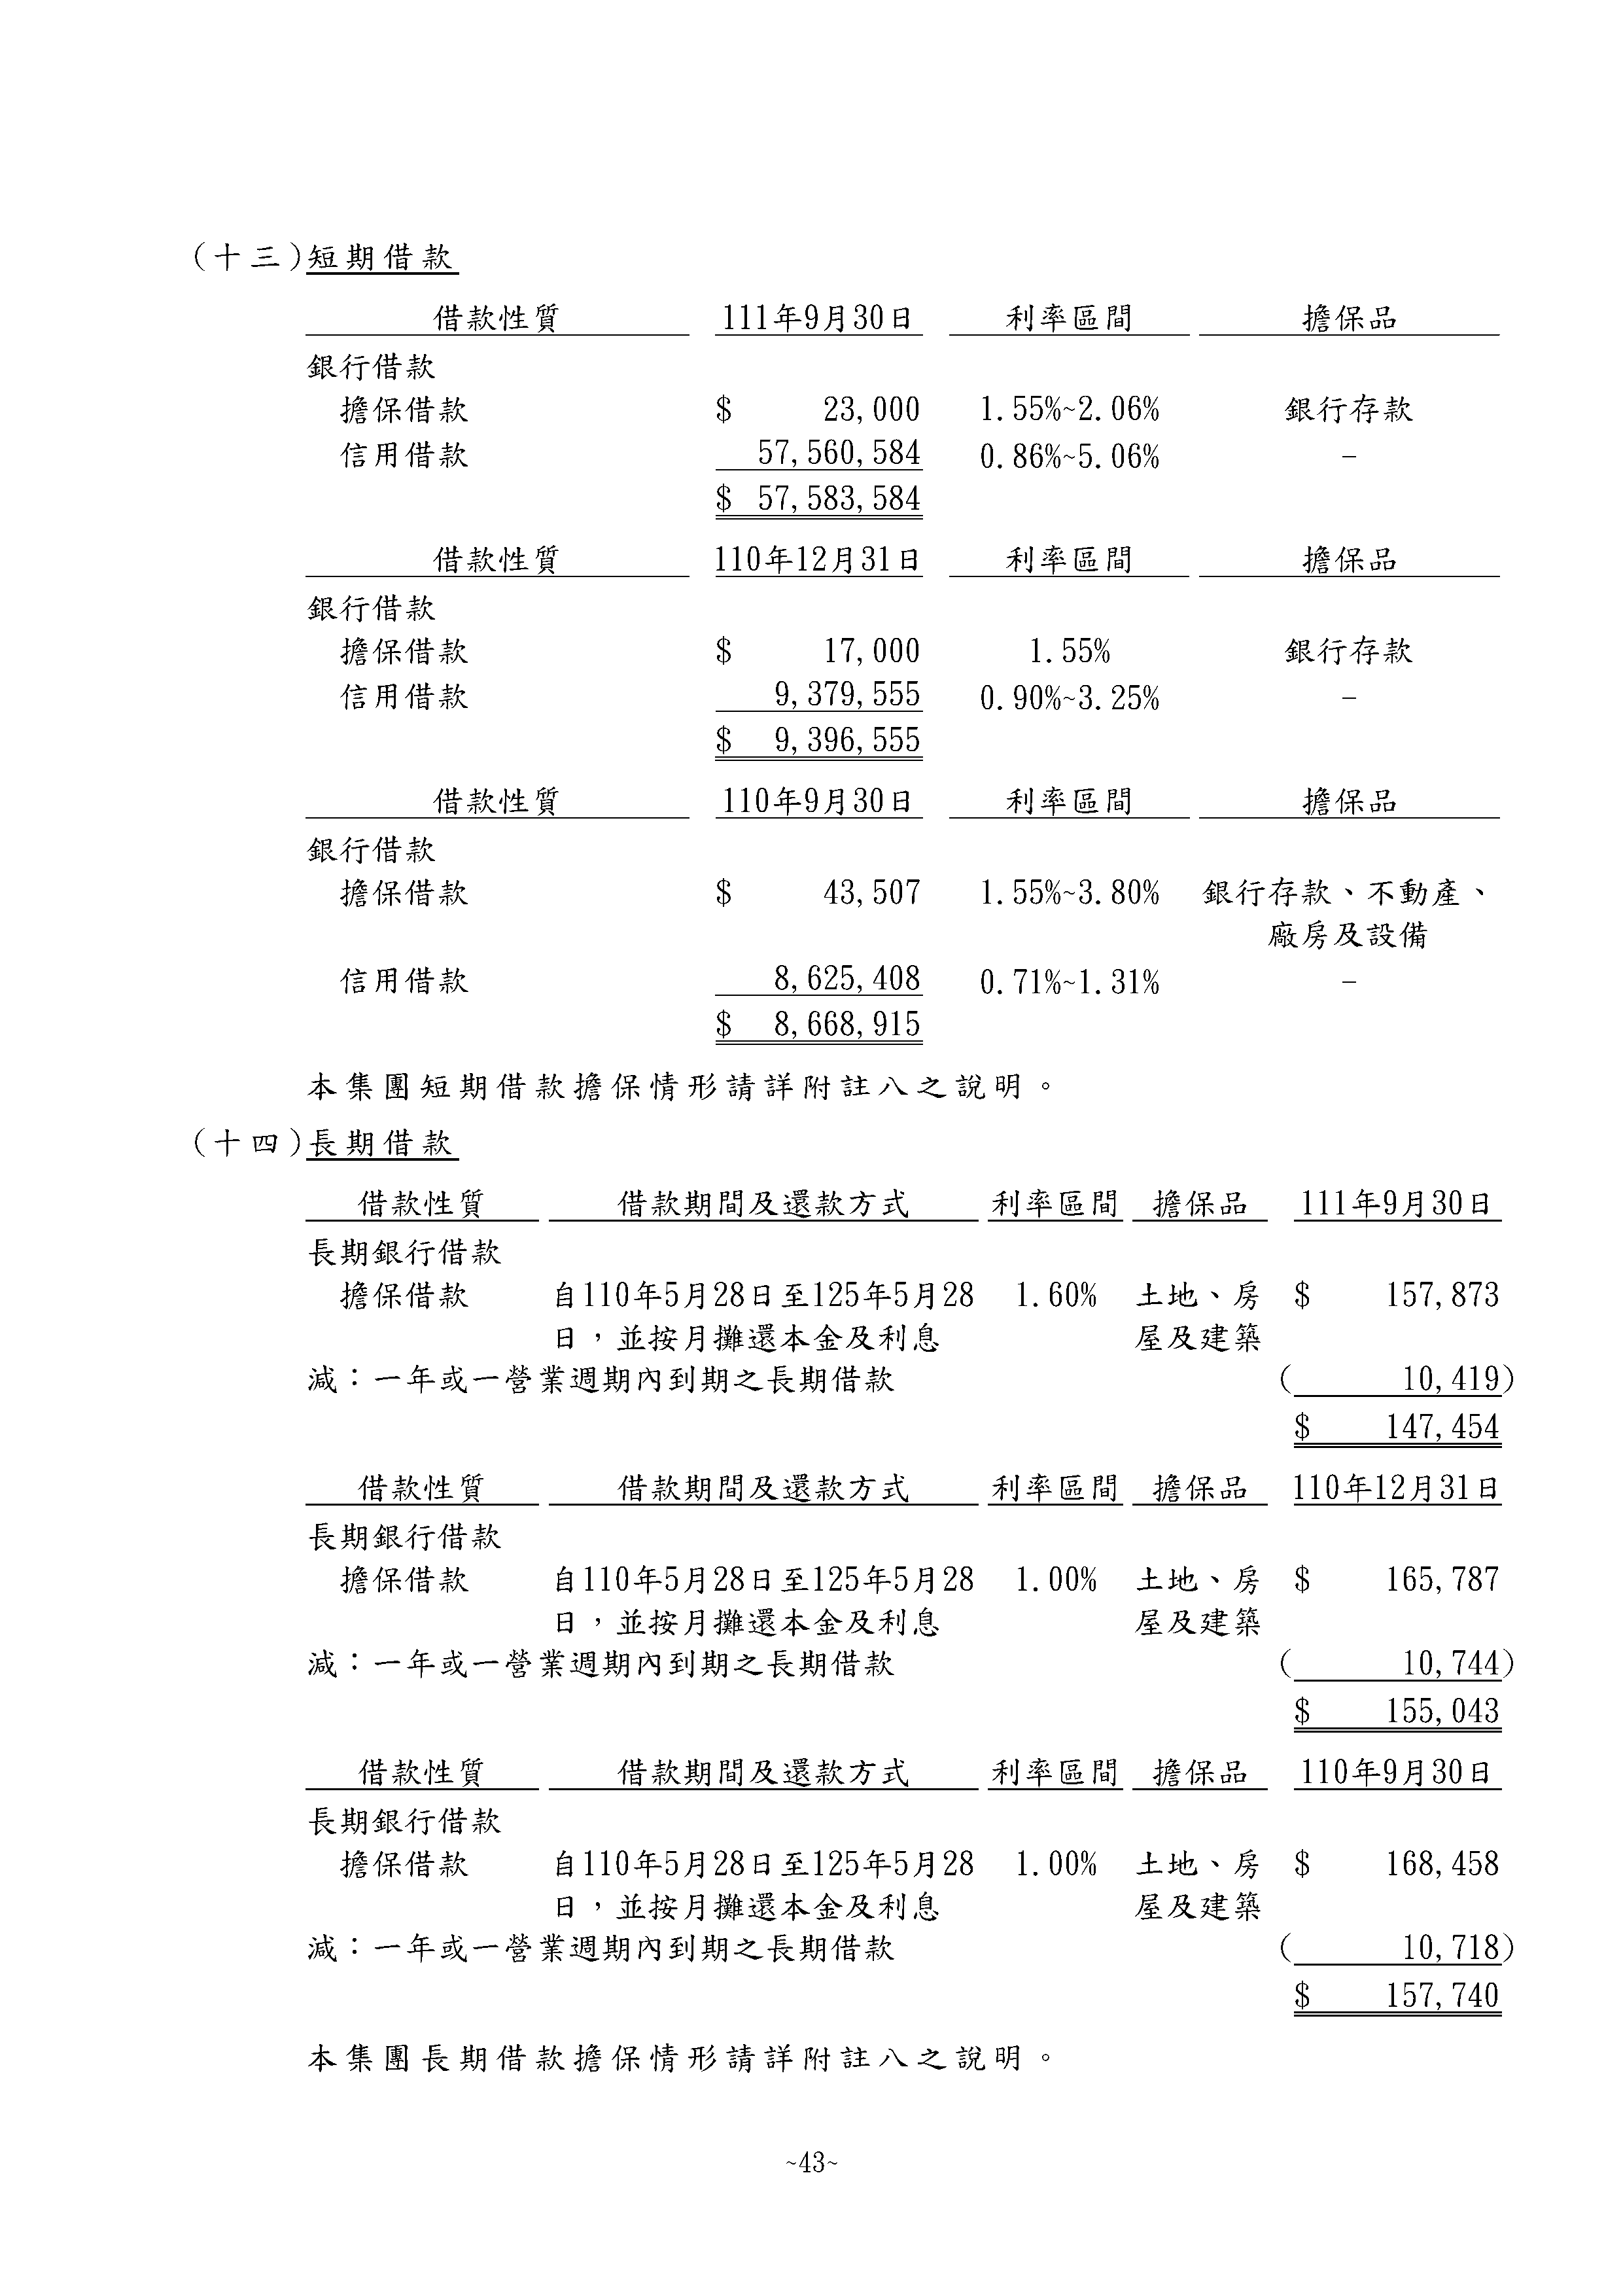 (十三)短期借款
借款性質 111年9月30日 利率區間 擔保品
銀行借款
擔保借款 $ 23,000 1.55%~2.06% 銀行存款
信用借款 57,560,584 0.86%~5.06% －
$ 57,583,584
借款性質 110年12月31日 利率區間 擔保品
銀行借款
擔保借款 $ 17,000 1.55% 銀行存款
信用借款 9,379,555 0.90%~3.25% －
$ 9,396,555
借款性質 110年9月30日 利率區間 擔保品
銀行借款
擔保借款 $ 43,507 1.55%~3.80% 銀行存款、不動產、
廠房及設備
信用借款 8,625,408 0.71%~1.31% －
$ 8,668,915
本集團短期借款擔保情形請詳附註八之說明。
(十四)長期借款
借款性質 借款期間及還款方式 利率區間 擔保品 111年9月30日
長期銀行借款
擔保借款 自110年5月28日至125年5月28 1.60% 土地、房 $ 157,873
日，並按月攤還本金及利息 屋及建築
減：一年或一營業週期內到期之長期借款 ( 10,419)
$ 147,454
借款性質 借款期間及還款方式 利率區間 擔保品 110年12月31日
長期銀行借款
擔保借款 自110年5月28日至125年5月28 1.00% 土地、房 $ 165,787
日，並按月攤還本金及利息 屋及建築
減：一年或一營業週期內到期之長期借款 ( 10,744)
$ 155,043
借款性質 借款期間及還款方式 利率區間 擔保品 110年9月30日
長期銀行借款
擔保借款 自110年5月28日至125年5月28 1.00% 土地、房 $ 168,458
日，並按月攤還本金及利息 屋及建築
減：一年或一營業週期內到期之長期借款 ( 10,718)
$ 157,740
本集團長期借款擔保情形請詳附註八之說明。
~43~